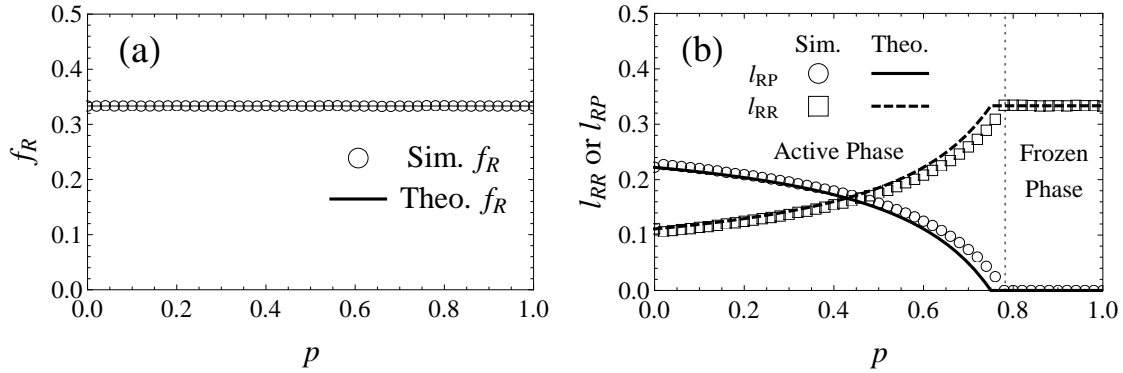 (a)
f_R
0.5
0.4
0.3
0.2
0.1
0.0
Sim. f_R
Theo. f_R
0.0 0.2 0.4 0.6 0.8 1.0
p
(b)
l_RR or l_RP
0.5
0.4
0.3
0.2
0.1
0.0
Sim. Theo.
l_RP
l_RR
Active Phase
Frozen
Phase
0.0 0.2 0.4 0.6 0.8 1.0
p